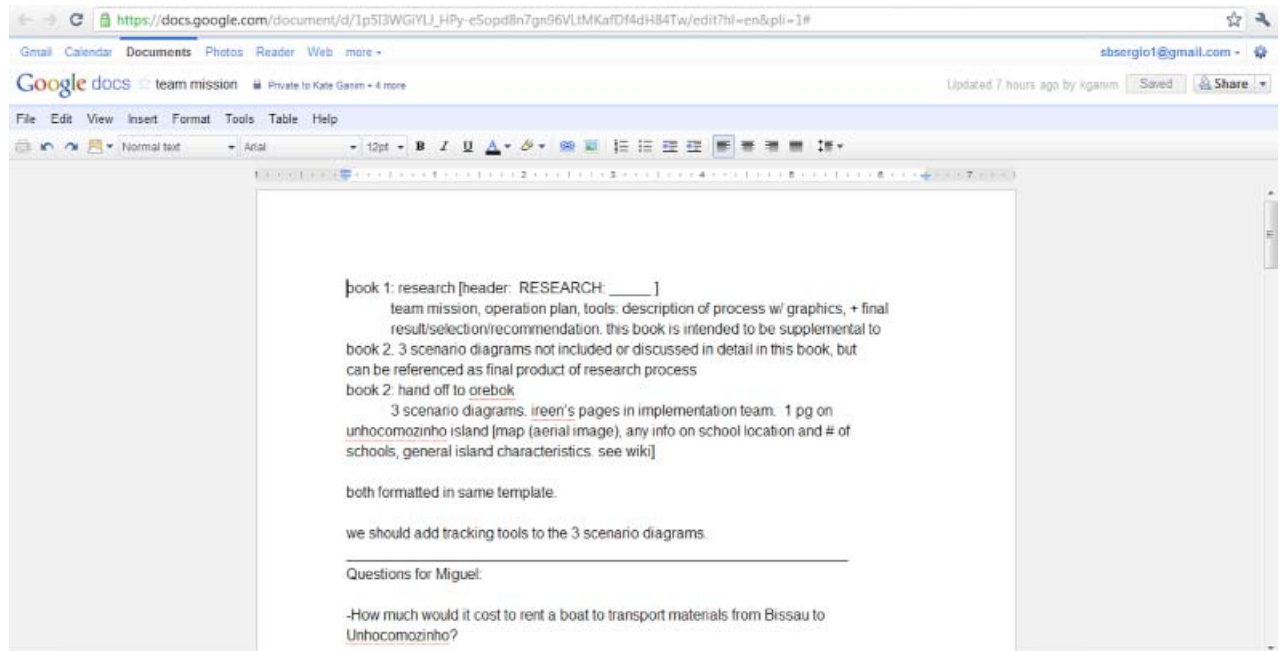 https://docs.google.com/document/d/1p5I3WGiYLJ_HPy-eSopd8n7gn96VLtMKafDf4dH84Tw/edit?hl=en&pli=1#
Gmail Calendar Documents Photos Reader Web more
sbsergio1@gmail.com
Google docs team mission Private to Kate Ganim + 4 more
Updated 7 hours ago by kganim Saved Share
File Edit View Insert Format Tools Table Help
Normal text Arial 12pt B I U A
1 1 2 3 4 5 6 7
book 1: research [header: RESEARCH: _____ ]
team mission, operation plan, tools: description of process w/ graphics, + final
result/selection/recommendation. this book is intended to be supplemental to
book 2. 3 scenario diagrams not included or discussed in detail in this book, but
can be referenced as final product of research process
book 2: hand off to orebok
3 scenario diagrams. ireen's pages in implementation team. 1 pg on
unhocomozinho island [map (aerial image), any info on school location and # of
schools, general island characteristics. see wiki]
both formatted in same template.
we should add tracking tools to the 3 scenario diagrams.
Questions for Miguel:
-How much would it cost to rent a boat to transport materials from Bissau to
Unhocomozinho?